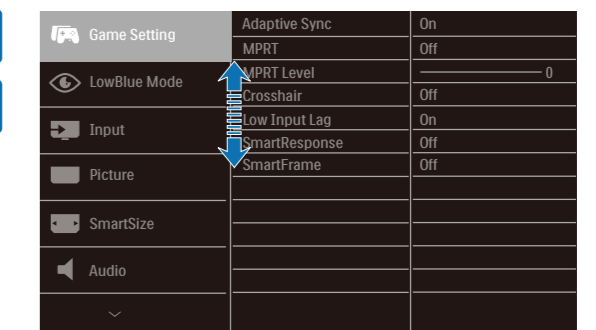 Game Setting
LowBlue Mode
Input
Picture
SmartSize
Audio
Adaptive Sync On
MPRT Off
MPRT Level 0
Crosshair Off
Low Input Lag On
SmartResponse Off
SmartFrame Off